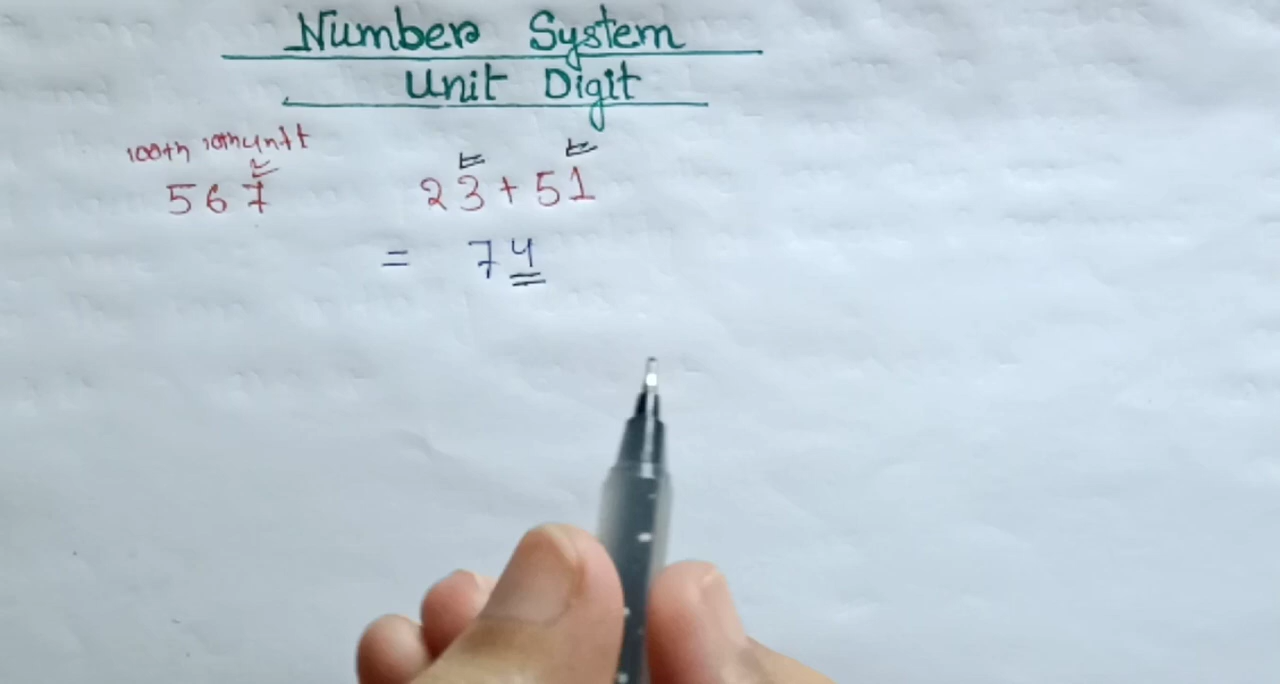 Number System
Unit Digit
100th 10th unit
567
23 + 51
= 74